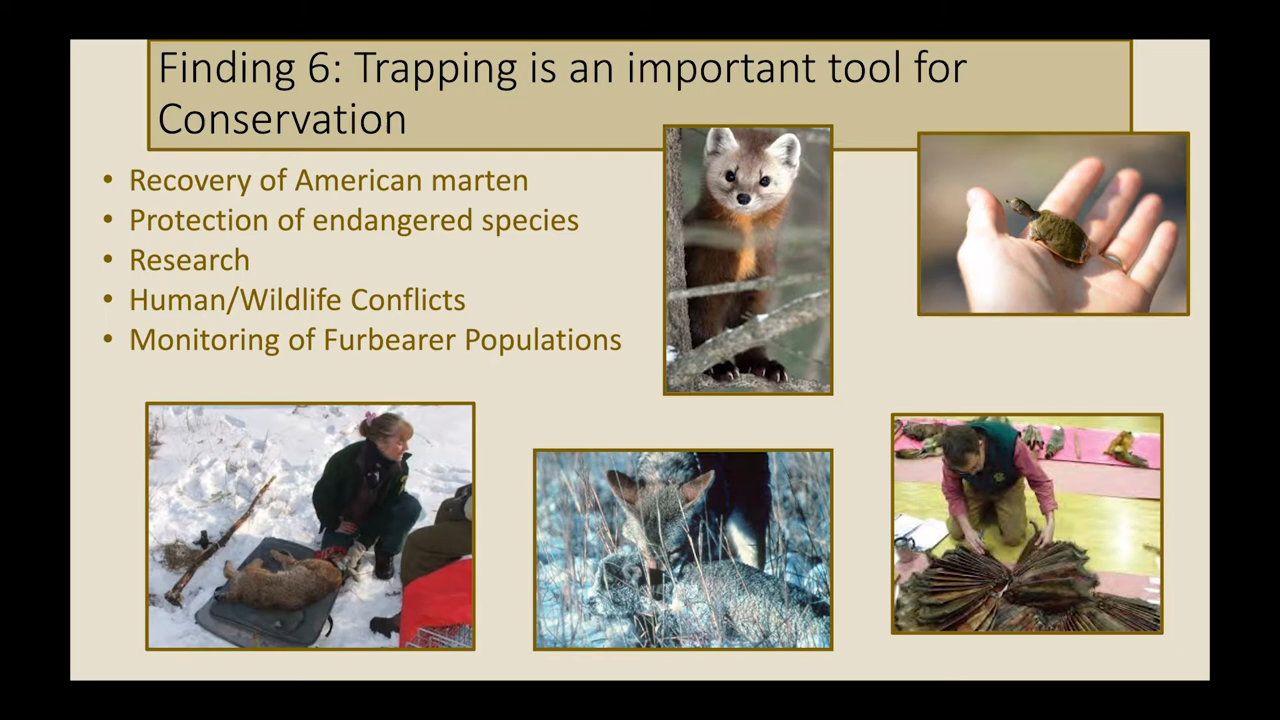 Finding 6: Trapping is an important tool for
Conservation
• Recovery of American marten
• Protection of endangered species
• Research
• Human/Wildlife Conflicts
• Monitoring of Furbearer Populations